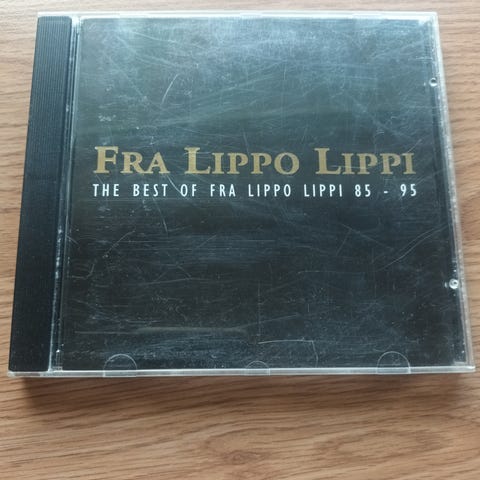 FRA LIPPO LIPPI
THE BEST OF FRA LIPPO LIPPI 85 - 95